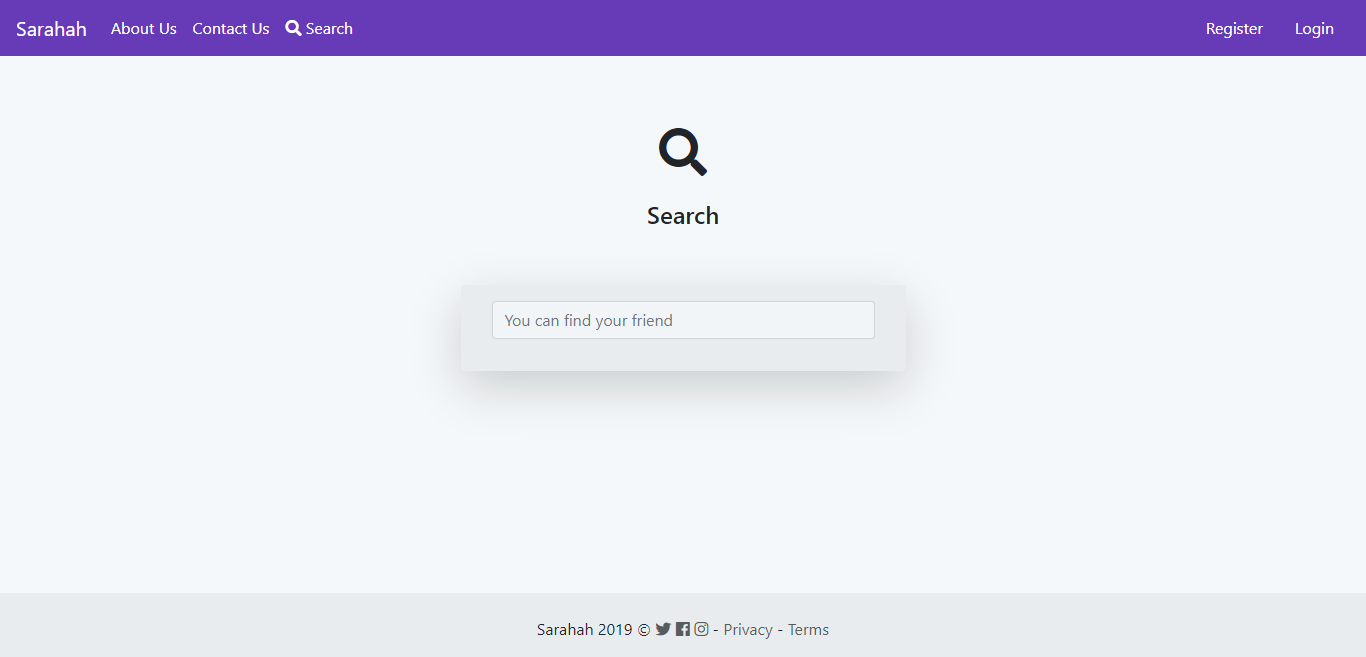 Sarahah About Us Contact Us Search Register Login
Search
You can find your friend
Sarahah 2019 © - Privacy - Terms